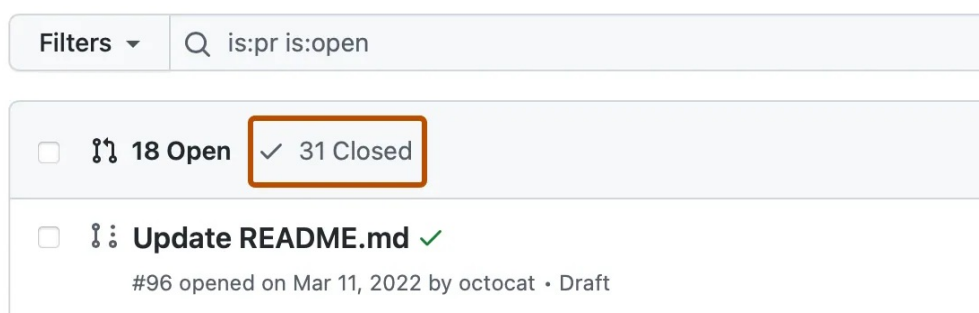 Filters is:pr is:open
18 Open 31 Closed
Update README.md
#96 opened on Mar 11, 2022 by octocat • Draft